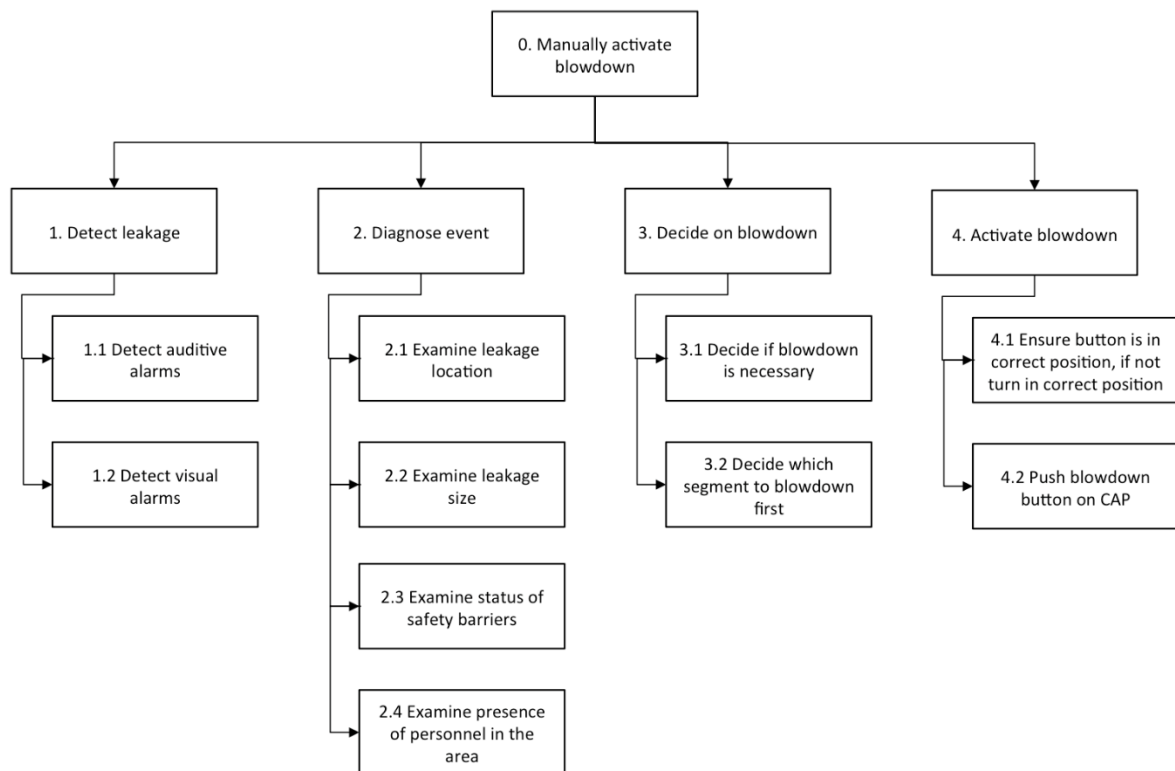 0. Manually activate
blowdown
1. Detect leakage
2. Diagnose event
3. Decide on blowdown
4. Activate blowdown
1.1 Detect auditive
alarms
2.1 Examine leakage
location
3.1 Decide if blowdown
is necessary
4.1 Ensure button is in
correct position, if not
turn in correct position
1.2 Detect visual
alarms
2.2 Examine leakage
size
3.2 Decide which
segment to blowdown
first
4.2 Push blowdown
button on CAP
2.3 Examine status of
safety barriers
2.4 Examine presence
of personnel in the
area